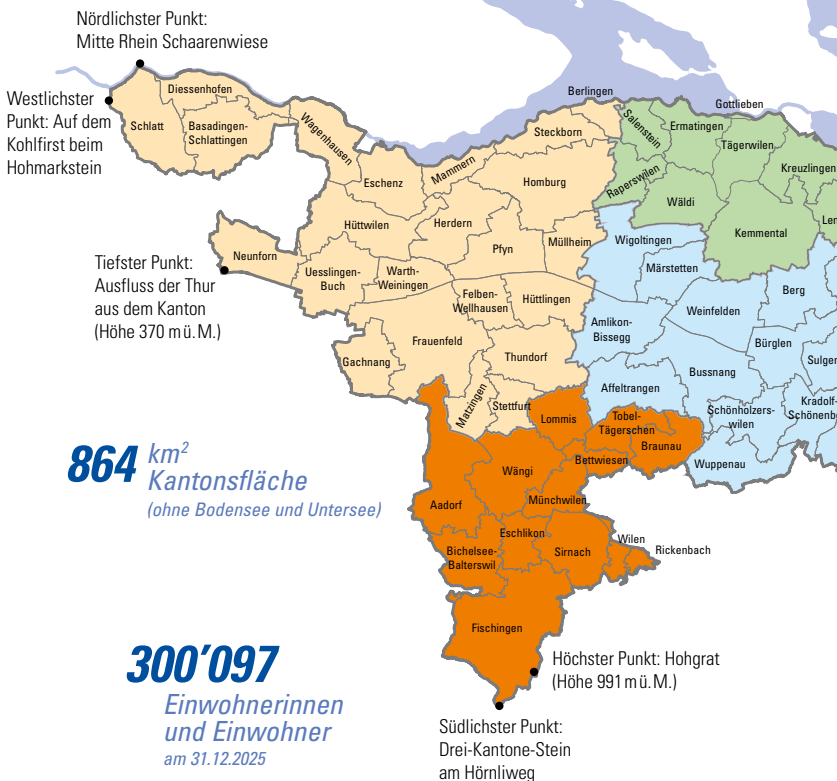 Nördlichster Punkt:
Mitte Rhein Schaarenwiese
Westlichster
Punkt: Auf dem
Kohlfirst beim
Hohmarkstein
Diessenhofen
Schlatt
Basadingen-
Schlattingen
Wagenhausen
Berlingen
Gottlieben
Steckborn
Salenstein
Ermatingen
Tägerwilen
Mammern
Eschenz
Homburg
Raperswilen
Kreuzlingen
Wäldi
Len
Hüttwilen
Herdern
Kemmental
Neunforn
Pfyn
Müllheim
Wigoltingen
Tiefster Punkt:
Ausfluss der Thur
aus dem Kanton
(Höhe 370 m ü. M.)
Uesslingen-
Buch
Warth-
Weiningen
Märstetten
Felben-
Wellhausen
Hüttlingen
Berg
Weinfelden
Amlikon-
Bissegg
Frauenfeld
Bürglen
Gachnang
Thundorf
Sulgen
Bussnang
Affeltrangen
Matzingen
Stettfurt
Lommis
Tobel-
Tägerschen
Schönholzers-
wilen
Kradolf-
Schönenb
Braunau
864 km²
Kantonsfläche
(ohne Bodensee und Untersee)
Wängi
Bettwiesen
Wuppenau
Aadorf
Münchwilen
Eschlikon
Wilen
Bichelsee-
Balterswil
Sirnach
Rickenbach
Fischingen
300'097
Einwohnerinnen
und Einwohner
am 31.12.2025
Höchster Punkt: Hohgrat
(Höhe 991 m ü. M.)
Südlichster Punkt:
Drei-Kantone-Stein
am Hörnliweg